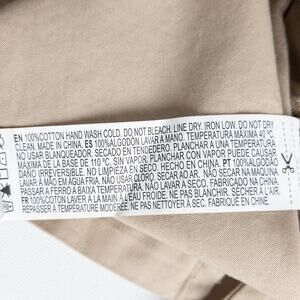 EN 100%COTTON HAND WASH COLD. DO NOT BLEACH, LINE DRY. IRON LOW. DO NOT DRY
CLEAN. MADE IN CHINA. ES 100%ALGODÓN LAVAR A MANO, TEMPERATURA MÁXIMA 40 ºC.
NO USAR BLANQUEADOR. SECADO EN TENDEDERO. PLANCHAR A UNA TEMPERATURA
MÁXIMA DE LA BASE DE 110 °C. SIN VAPOR. PLANCHAR CON VAPOR PUEDE CAUSAR
DAÑO IRREVERSIBLE. NO LIMPIEZA EN SECO. HECHO EN CHINA. PT 100%ALGODÃO
LAVAR A MÃO EM ÁGUA FRIA, NÃO USAR CLORO. SECAR AO AR. NÃO SECAR NA MÁQUINA
PASSAR A FERRO A BAIXA TEMPERATURA. NÃO LAVAR A SECO. FABRICADO NA CHINA.
FR 100%COTON LAVER À LA MAIN À L'EAU FROIDE. NE PAS BLANCHIR. SÉCHER À L'AIR.
REPASSER À TEMPÉRATURE MODÉRÉE. NE PAS NETTOYER À SEC. FABRIQUÉ EN CHINE.